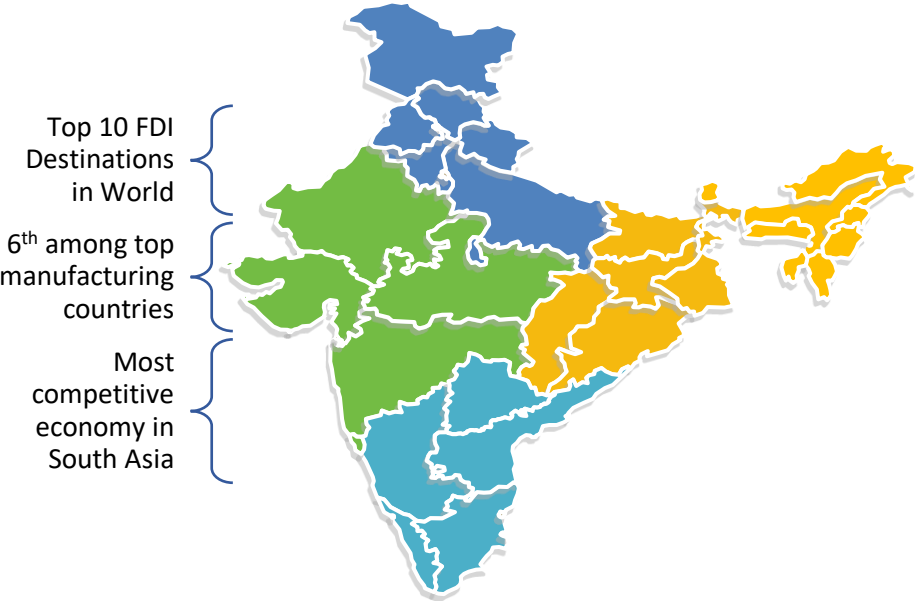 Top 10 FDI
Destinations
in World
6th among top
manufacturing
countries
Most
competitive
economy in
South Asia